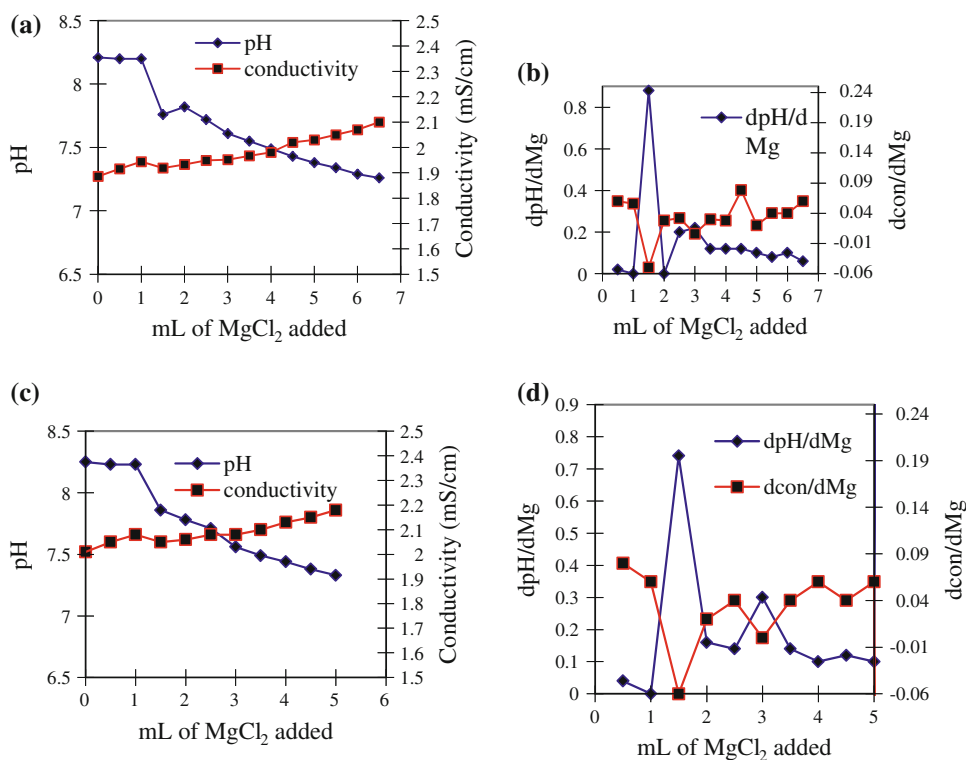 (a)
8.5
8
7.5
7
6.5
pH
pH
conductivity
2.5
2.4
2.3
2.2
2.1
2
1.9
1.8
1.7
1.6
1.5
Conductivity (mS/cm)
0 1 2 3 4 5 6 7
mL of MgCl2 added
(b)
0.8
0.6
0.4
0.2
0
dpH/dMg
dpH/d
Mg
0.24
0.19
0.14
0.09
0.04
-0.01
-0.06
dcon/dMg
0 1 2 3 4 5 6 7
mL of MgCl2 added
(c)
8.5
8
7.5
7
6.5
pH
pH
conductivity
2.5
2.4
2.3
2.2
2.1
2
1.9
1.8
1.7
1.6
1.5
Conductivity (mS/cm)
0 1 2 3 4 5 6
mL of MgCl2 added
(d)
0.9
0.8
0.7
0.6
0.5
0.4
0.3
0.2
0.1
0
dpH/dMg
dpH/dMg
dcon/dMg
0.24
0.19
0.14
0.09
0.04
-0.01
-0.06
dcon/dMg
0 1 2 3 4 5
mL of MgCl2 added